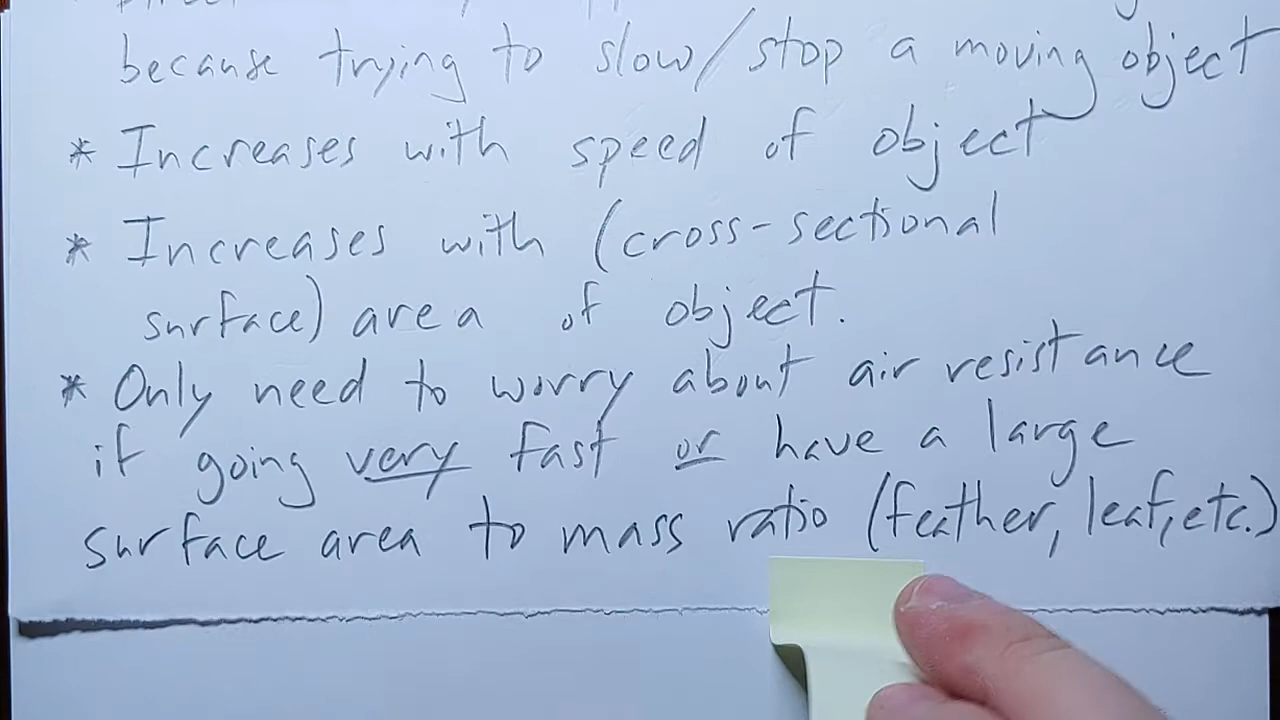 because trying to slow/stop a moving object
* Increases with speed of object
* Increases with (cross-sectional
surface) area of object.
* Only need to worry about air resistance
if going very fast or have a large
surface area to mass ratio (feather, leaf, etc.)